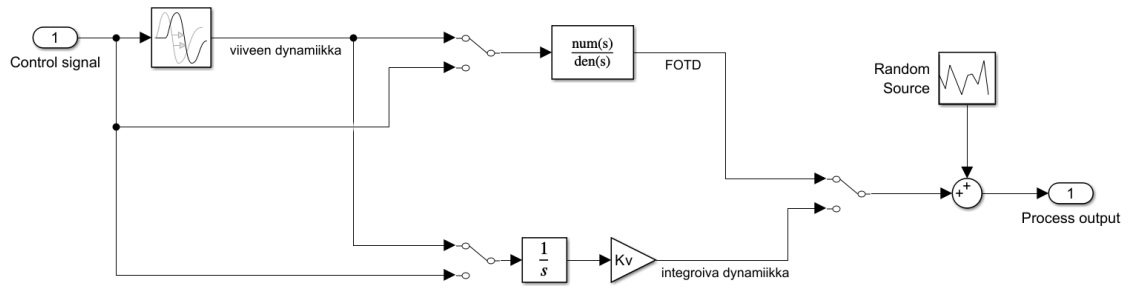 1
Control signal
viiveen dynamiikka
num(s)
den(s)
FOTD
Random
Source
+
+
1
Process output
1
s
Kv
integroiva dynamiikka